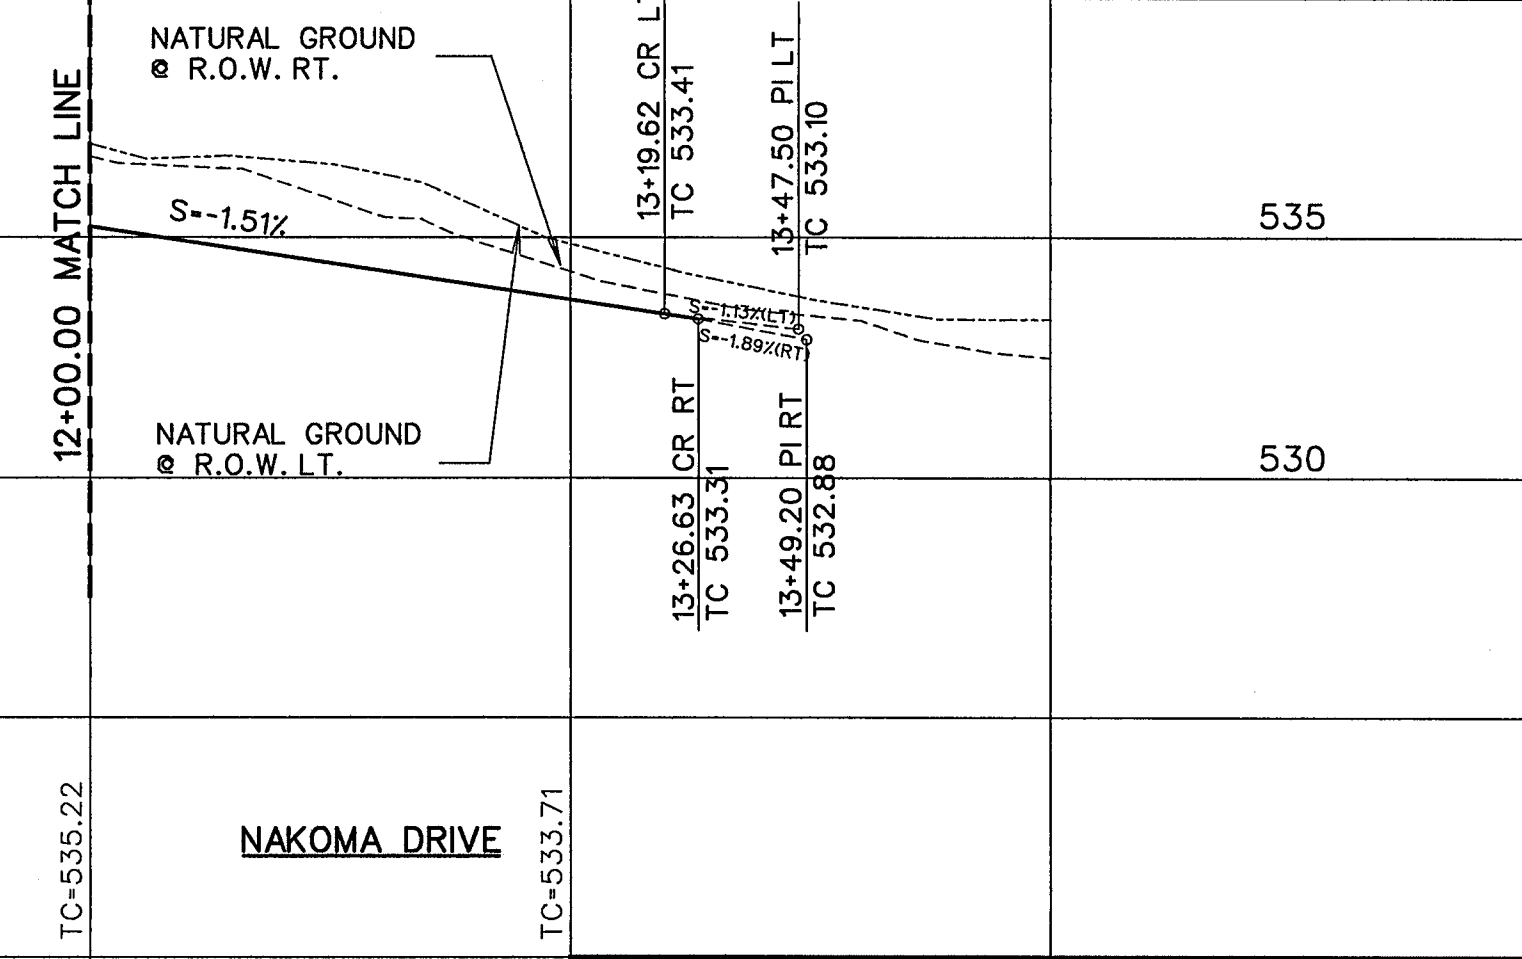 NATURAL GROUND
@ R.O.W. RT.
12+00.00 MATCH LINE
13+19.62 CR LT
TC 533.41
13+47.50 PI LT
TC 533.10
S=-1.51%
535
S=-1.13%(LT)
S=-1.89%(RT)
NATURAL GROUND
@ R.O.W. LT.
13+26.63 CR RT
TC 533.31
13+49.20 PI RT
TC 532.88
530
TC=535.22
NAKOMA DRIVE
TC=533.71